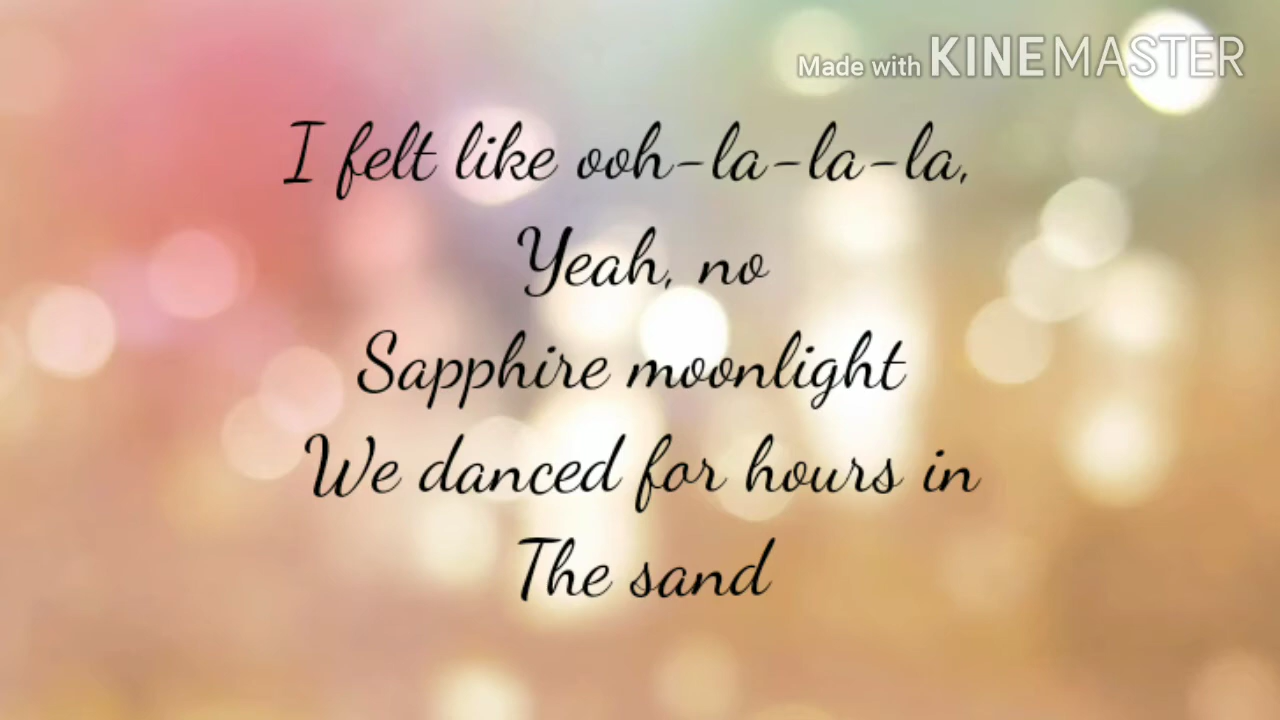 Made with KINEMASTER
I felt like ooh-la-la-la,
Yeah, no
Sapphire moonlight
We danced for hours in
The sand